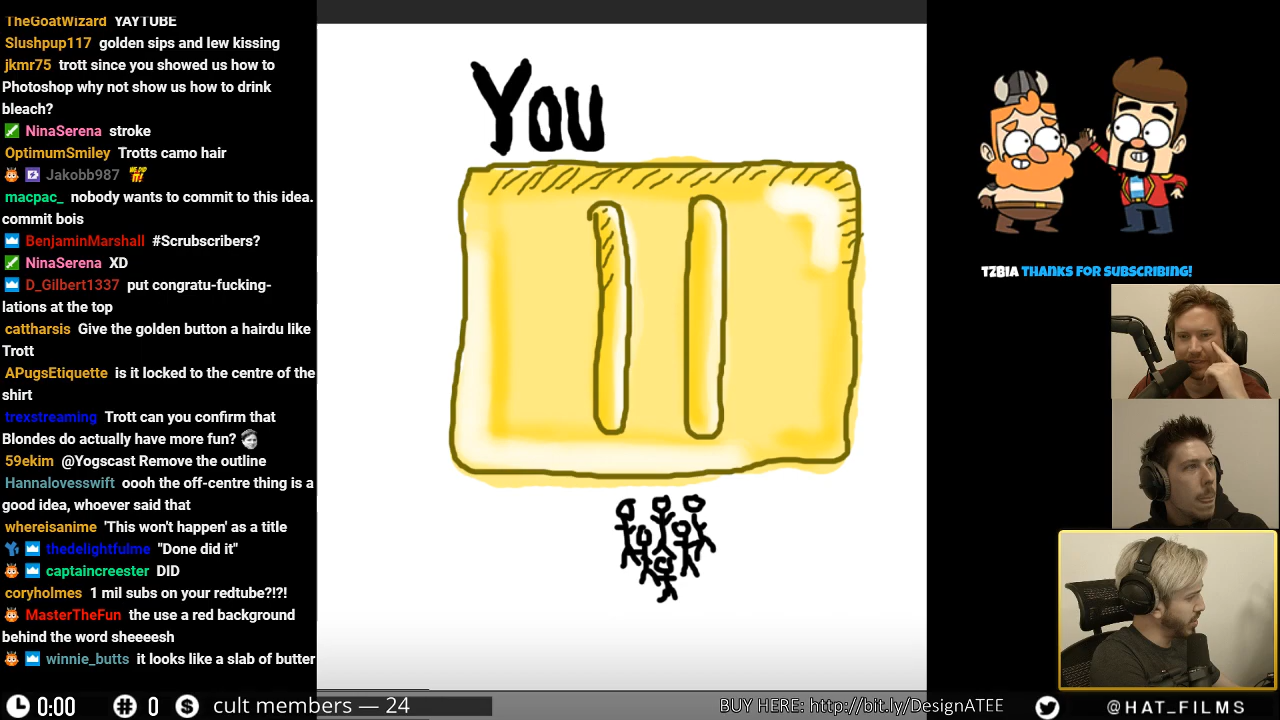 TheGoatWizard YAYTUBE
Slushpup117 golden sips and lew kissing
jkmr75 trott since you showed us how to
Photoshop why not show us how to drink
bleach?
NinaSerena stroke
OptimumSmiley Trotts camo hair
Jakobb987 WE DID IT!
macpac_ nobody wants to commit to this idea.
commit bois
BenjaminMarshall #Scrubscribers?
NinaSerena XD
D_Gilbert1337 put congratu-fucking-
lations at the top
cattharsis Give the golden button a hairdu like
Trott
APugsEtiquette is it locked to the centre of the
shirt
trexstreaming Trott can you confirm that
Blondes do actually have more fun?
59ekim @Yogscast Remove the outline
Hannalovesswift oooh the off-centre thing is a
good idea, whoever said that
whereisanime 'This won't happen' as a title
thedelightfulme "Done did it"
captaincreester DID
coryholmes 1 mil subs on your redtube?!?!
MasterTheFun the use a red background
behind the word sheeeesh
winnie_butts it looks like a slab of butter
You
TZBIA THANKS FOR SUBSCRIBING!
0:00 # 0 $ cult members — 24
BUY HERE: http://bit.ly/DesignATEE
@HAT_FILMS